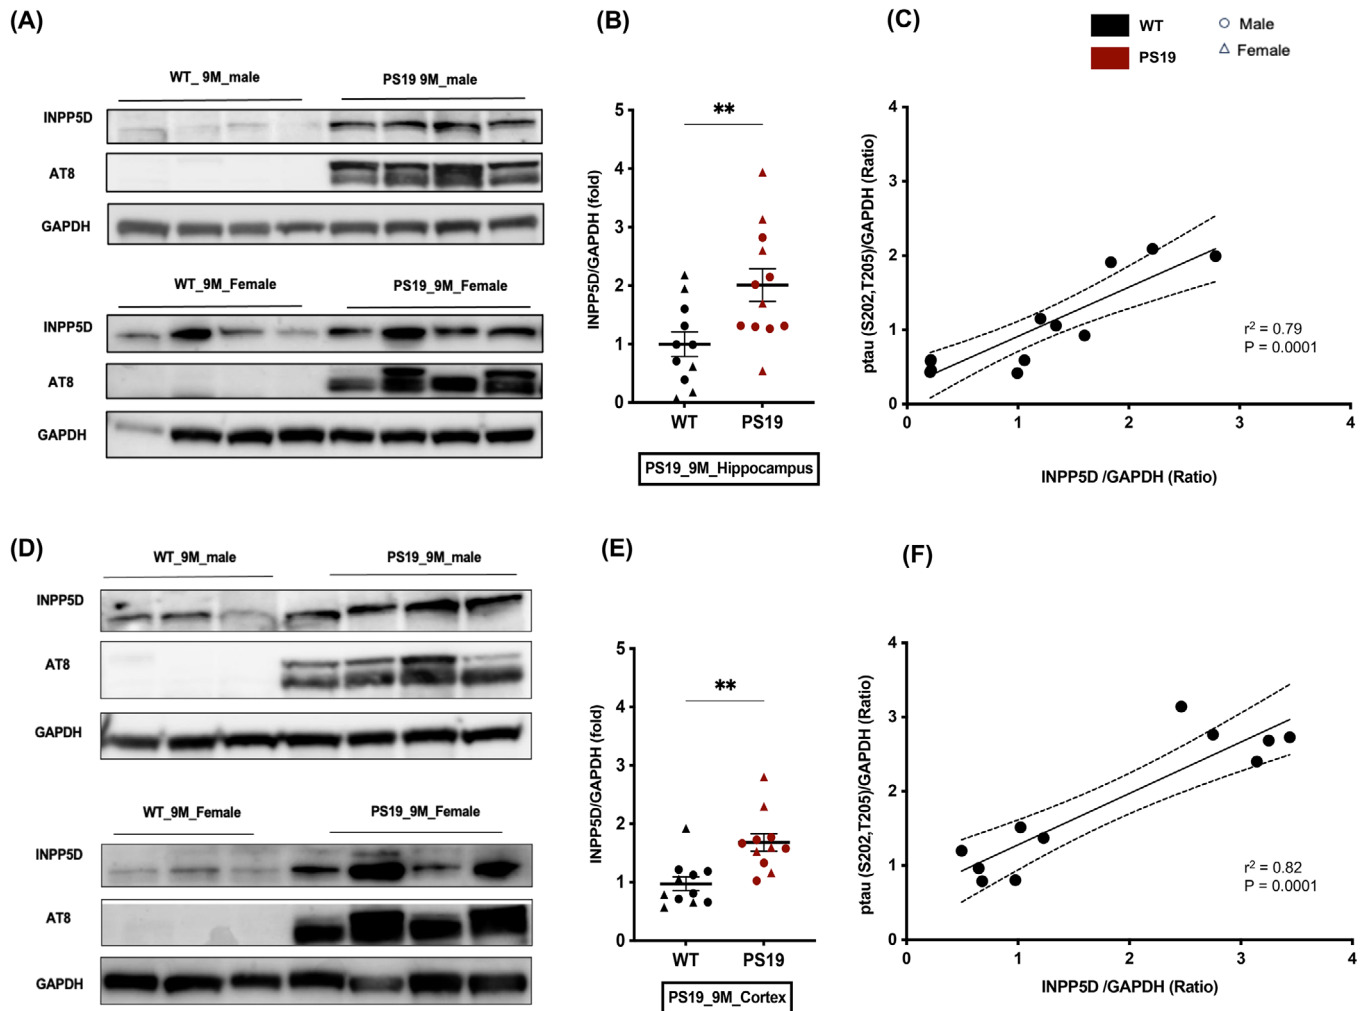 (A)
WT_ 9M_male
PS19 9M_male
INPP5D
AT8
GAPDH
WT_9M_Female
PS19_9M_Female
INPP5D
AT8
GAPDH
(B)
INPP5D/GAPDH (fold)
5
4
3
2
1
0
**
WT
PS19
PS19_9M_Hippocampus
(C)
WT
PS19
Male
Female
ptau (S202,T205)/GAPDH (Ratio)
4
3
2
1
0
r² = 0.79
P = 0.0001
0
1
2
3
4
INPP5D /GAPDH (Ratio)
(D)
WT_9M_male
PS19_9M_male
INPP5D
AT8
GAPDH
WT_9M_Female
PS19_9M_Female
INPP5D
AT8
GAPDH
(E)
INPP5D/GAPDH (fold)
5
4
3
2
1
0
**
WT
PS19
PS19_9M_Cortex
(F)
ptau (S202,T205)/GAPDH (Ratio)
4
3
2
1
0
r² = 0.82
P = 0.0001
0
1
2
3
4
INPP5D /GAPDH (Ratio)